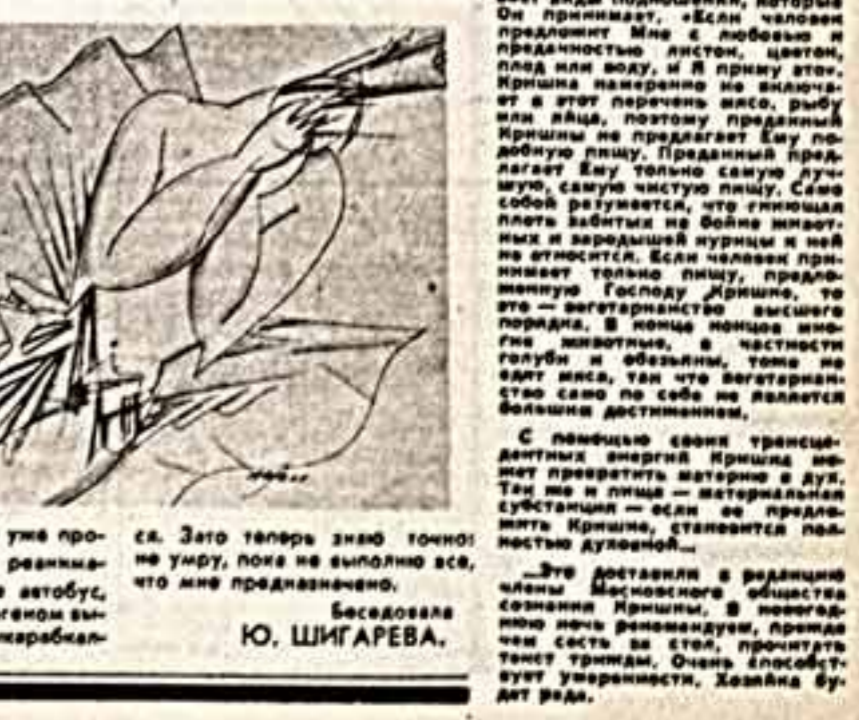 уже про-
реанима-
автобус,
геном вы-
карабкал-
ся. Зато теперь знаю точно:
не умру, пока не выполню все,
что мне предназначено.
Беседовала
Ю. ШИГАРЕВА.
виды подношений, которые
Он принимает. «Если человек
предложит Мне с любовью и
преданностью листок, цветок,
плод или воду, и Я приму это».
Кришна намеренно не включа-
ет в этот перечень мясо, рыбу
или яйца, поэтому преданный
Кришны не предлагает Ему по-
добную пищу. Преданный пред-
лагает Ему только самую луч-
шую, самую чистую пищу. Само
собой разумеется, что гниющая
плоть забитых на бойне живот-
ных и зародышей курицы к ней
не относится. Если человек при-
нимает только пищу, предло-
женную Господу Кришне, то
это — вегетарианство высшего
порядка. В конце концов мно-
гие животные, в частности
голуби и обезьяны, тоже не
едят мяса, так что вегетариан-
ство само по себе не является
большим достижением.
С помощью своих трансце-
дентных энергий Кришна мо-
жет превратить материю в дух.
Так же и пища — материальная
субстанция — если ее предло-
жить Кришне, становится пол-
ностью духовной...
...Это доставили в редакцию
члены Московского общества
сознания Кришны. В новогод-
нюю ночь рекомендуем, прежде
чем сесть за стол, прочитать
текст трижды. Очень способст-
вует умеренности. Хозяйка бу-
дет рада.